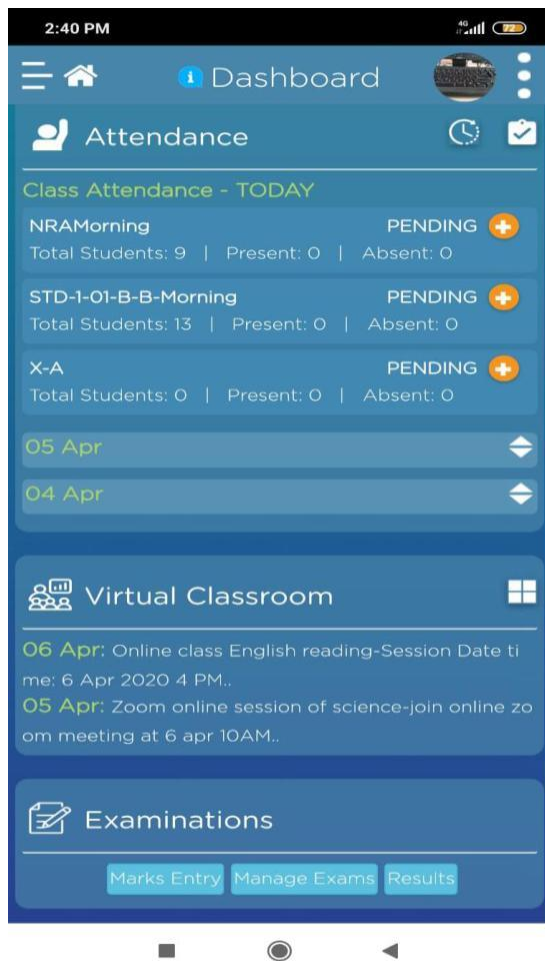 2:40 PM 4G 72
i Dashboard
Attendance
Class Attendance - TODAY
NRAMorning PENDING
Total Students: 9 | Present: 0 | Absent: 0
STD-1-01-B-B-Morning PENDING
Total Students: 13 | Present: 0 | Absent: 0
X-A PENDING
Total Students: 0 | Present: 0 | Absent: 0
05 Apr
04 Apr
Virtual Classroom
06 Apr: Online class English reading-Session Date ti
me: 6 Apr 2020 4 PM..
05 Apr: Zoom online session of science-join online zo
om meeting at 6 apr 10AM..
Examinations
Marks Entry Manage Exams Results